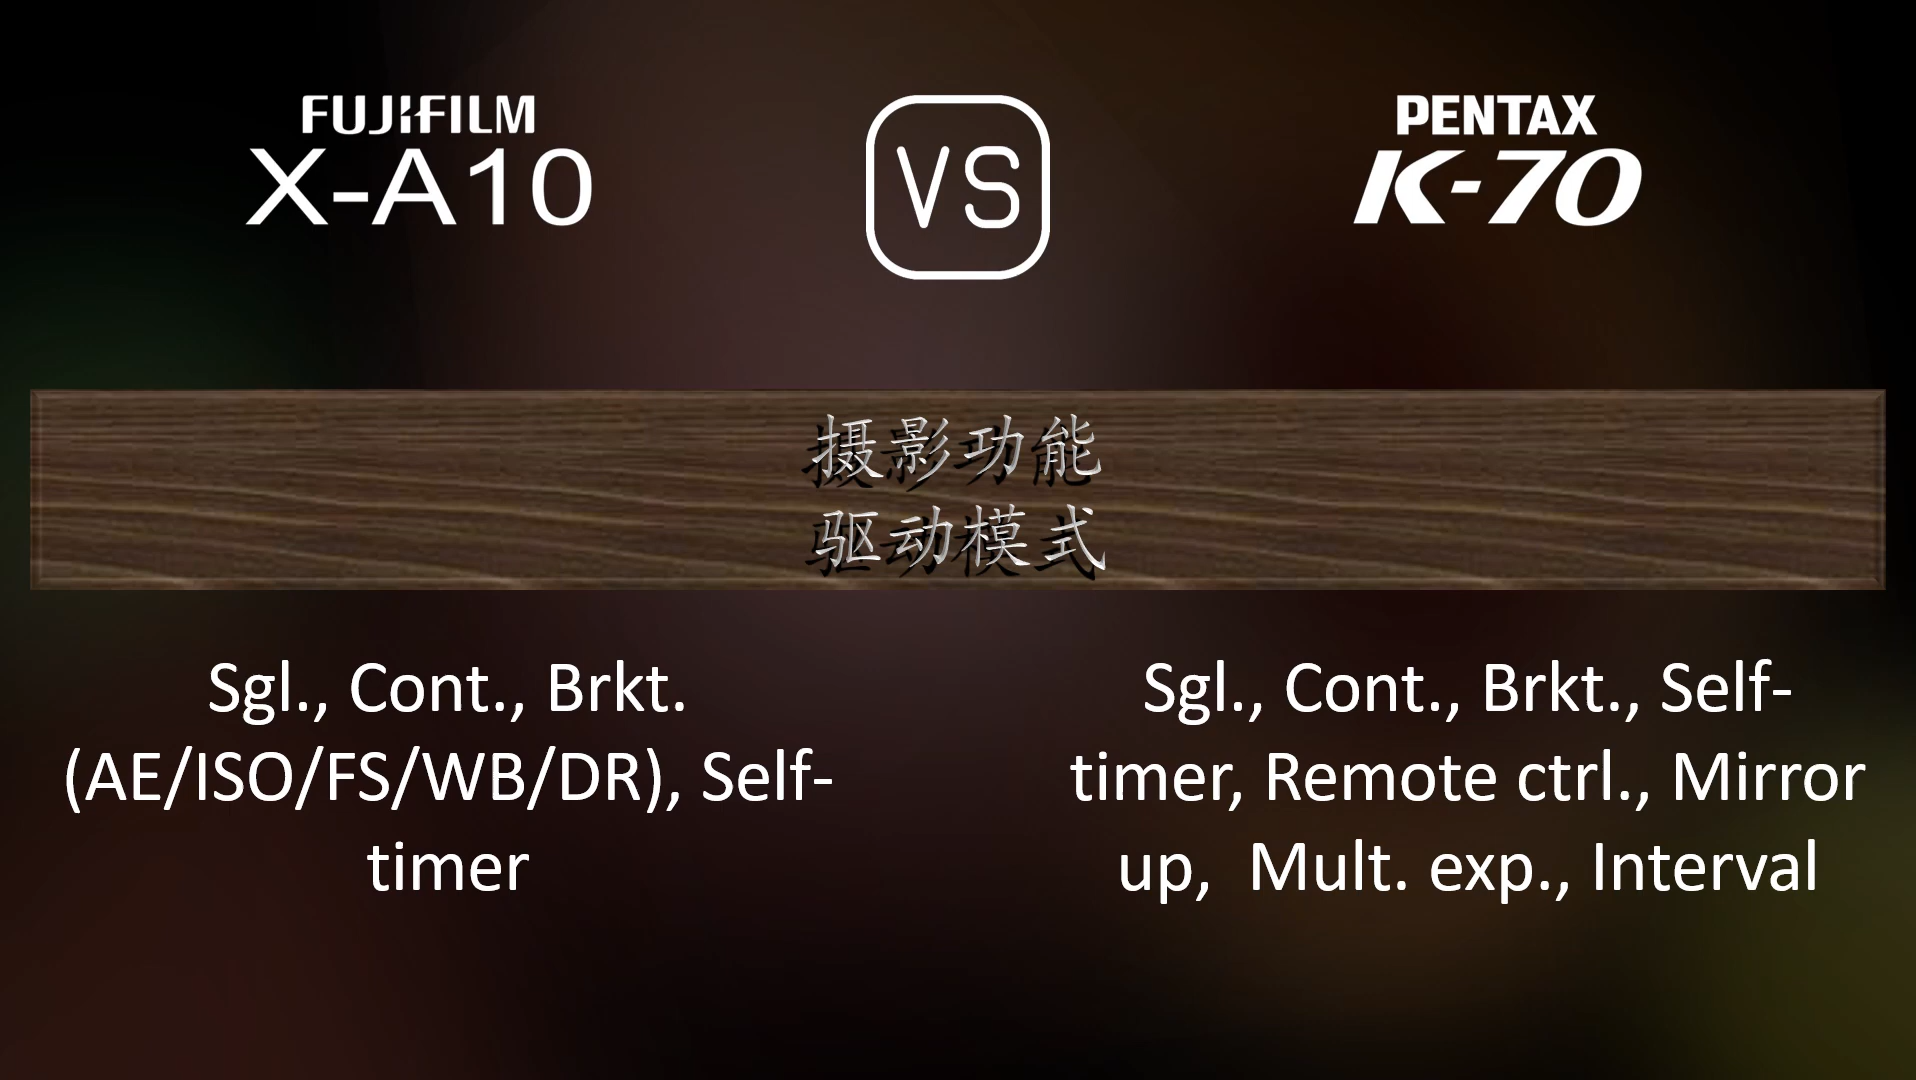 FUJIFILM
X-A10
VS
PENTAX
K-70
摄影功能
驱动模式
Sgl., Cont., Brkt.
(AE/ISO/FS/WB/DR), Self-
timer
Sgl., Cont., Brkt., Self-
timer, Remote ctrl., Mirror
up,  Mult. exp., Interval